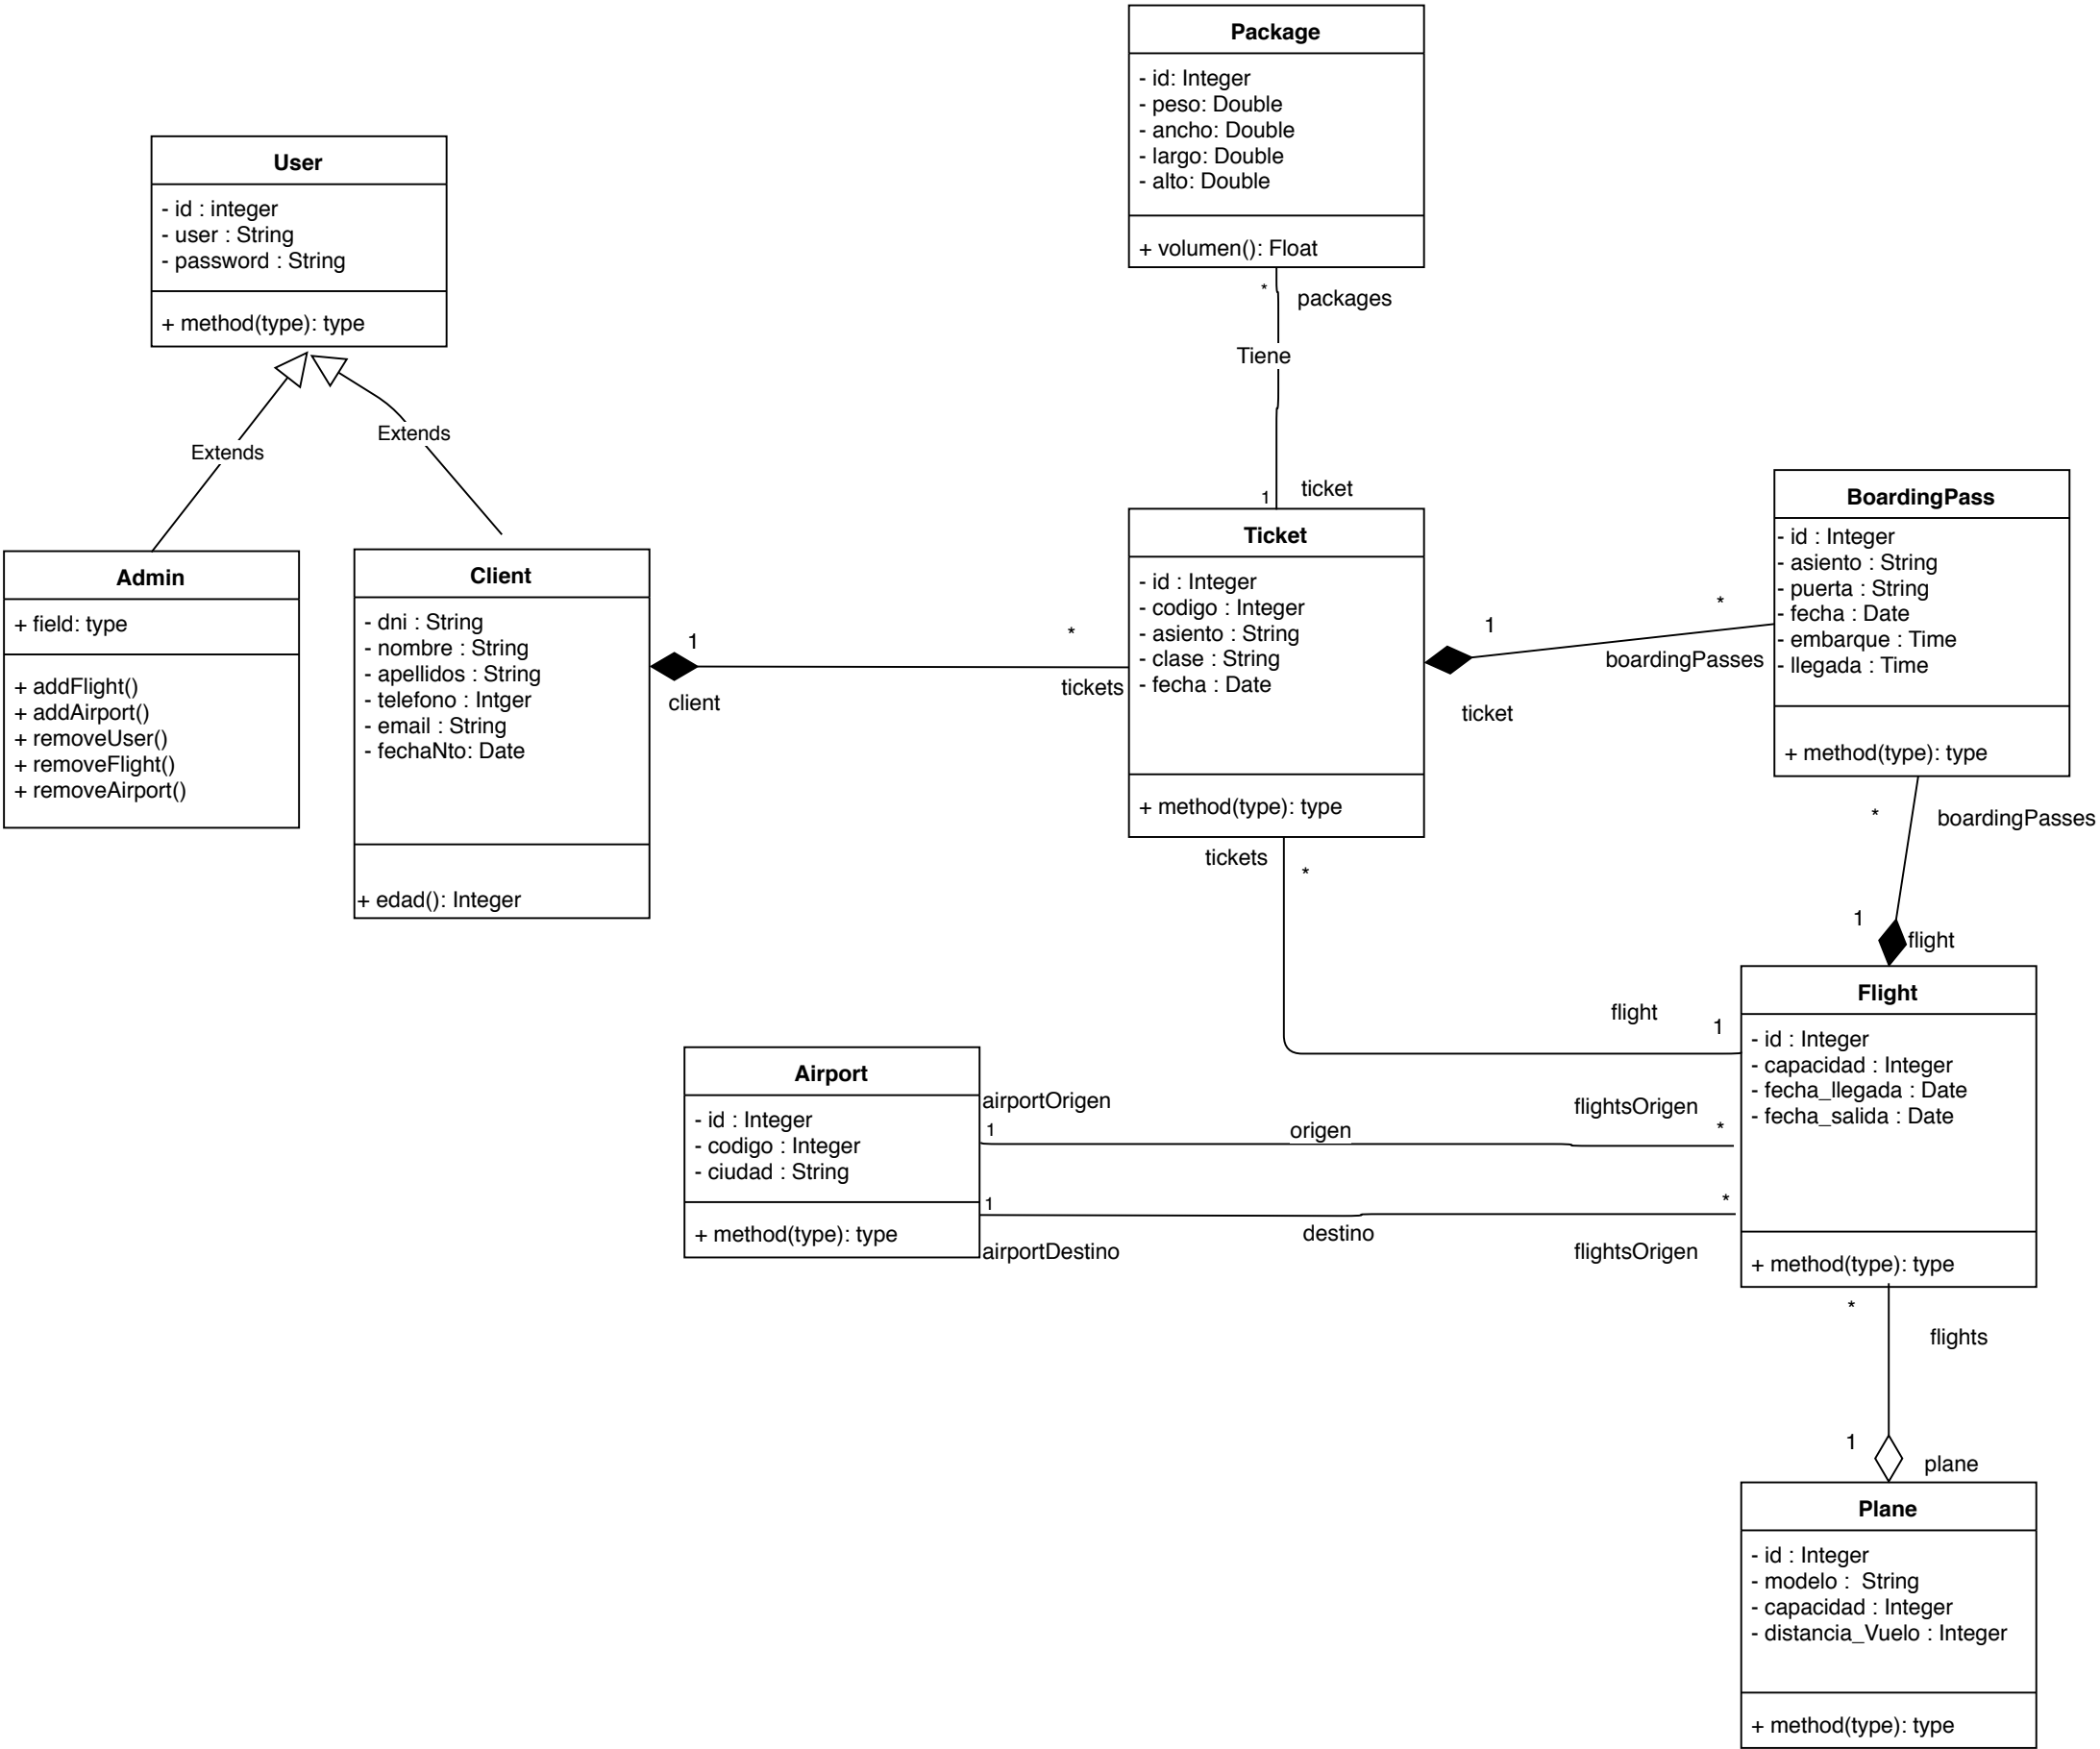 Package
- id: Integer
- peso: Double
- ancho: Double
- largo: Double
- alto: Double
+ volumen(): Float
User
- id : integer
- user : String
- password : String
+ method(type): type
*
packages
Tiene
1
ticket
Extends
Extends
Admin
+ field: type
+ addFlight()
+ addAirport()
+ removeUser()
+ removeFlight()
+ removeAirport()
Client
- dni : String
- nombre : String
- apellidos : String
- telefono : Intger
- email : String
- fechaNto: Date
+ edad(): Integer
1
client
*
tickets
Ticket
- id : Integer
- codigo : Integer
- asiento : String
- clase : String
- fecha : Date
+ method(type): type
1
ticket
*
boardingPasses
BoardingPass
- id : Integer
- asiento : String
- puerta : String
- fecha : Date
- embarque : Time
- llegada : Time
+ method(type): type
*
boardingPasses
1
flight
tickets
*
flight
1
Flight
- id : Integer
- capacidad : Integer
- fecha_llegada : Date
- fecha_salida : Date
+ method(type): type
Airport
- id : Integer
- codigo : Integer
- ciudad : String
+ method(type): type
airportOrigen
1
origen
flightsOrigen
*
1
airportDestino
destino
*
flightsOrigen
*
flights
1
plane
Plane
- id : Integer
- modelo :  String
- capacidad : Integer
- distancia_Vuelo : Integer
+ method(type): type